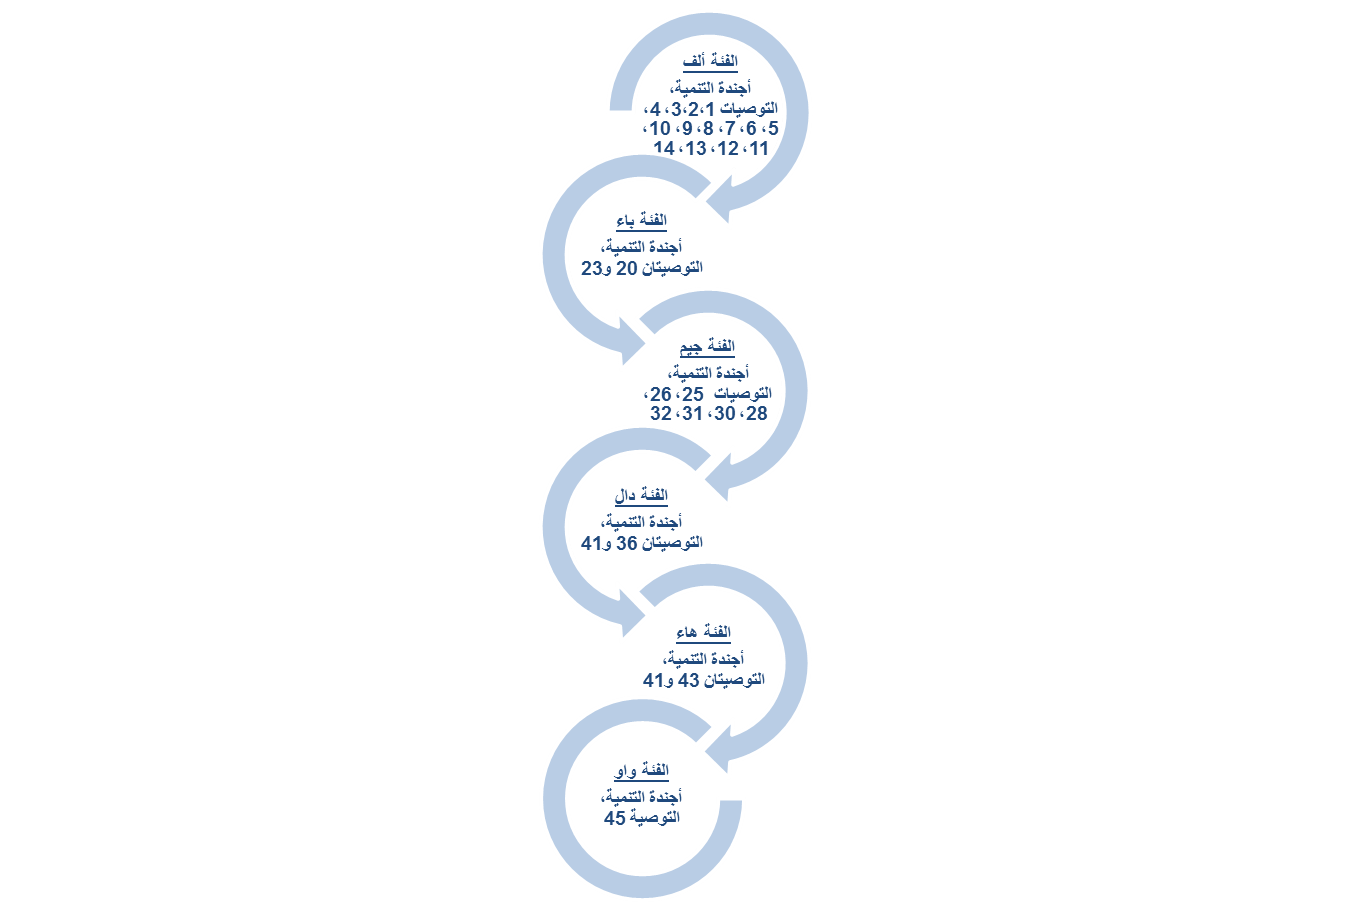 الفئة ألف
أجندة التنمية،
التوصيات 1،2،3، 4،
5، 6، 7، 8، 9، 10،
11، 12، 13، 14
الفئة باء
أجندة التنمية،
التوصيتان 20 و23
الفئة جيم
أجندة التنمية،
التوصيات 25، 26،
28، 30، 31، 32
الفئة دال
أجندة التنمية،
التوصيتان 36 و41
الفئة هاء
أجندة التنمية،
التوصيتان 43 و41
الفئة واو
أجندة التنمية،
التوصية 45